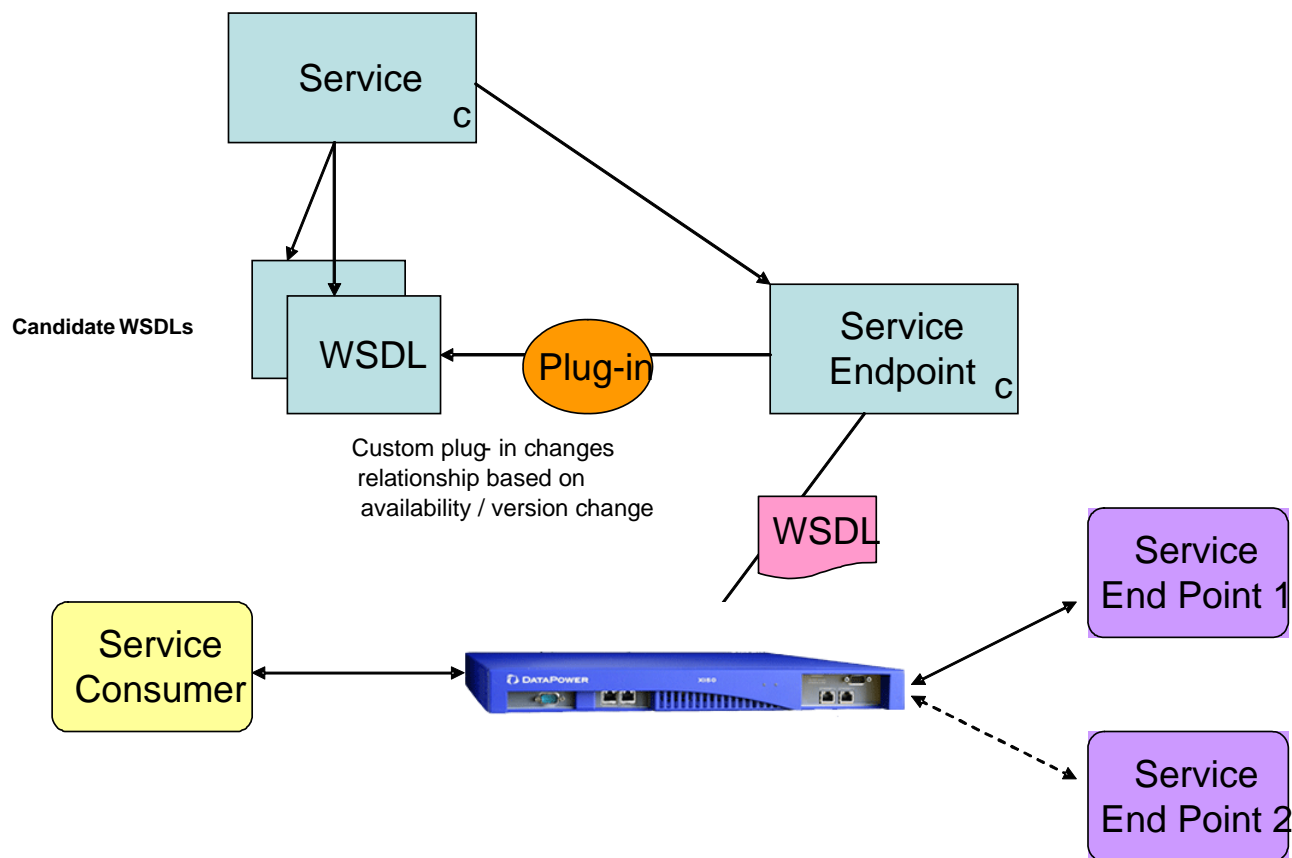 Service
c
Candidate WSDLs
WSDL
Plug-in
Service
Endpoint
c
Custom plug- in changes
relationship based on
availability / version change
WSDL
Service
End Point 1
Service
Consumer
DATAPOWER
XI50
Service
End Point 2